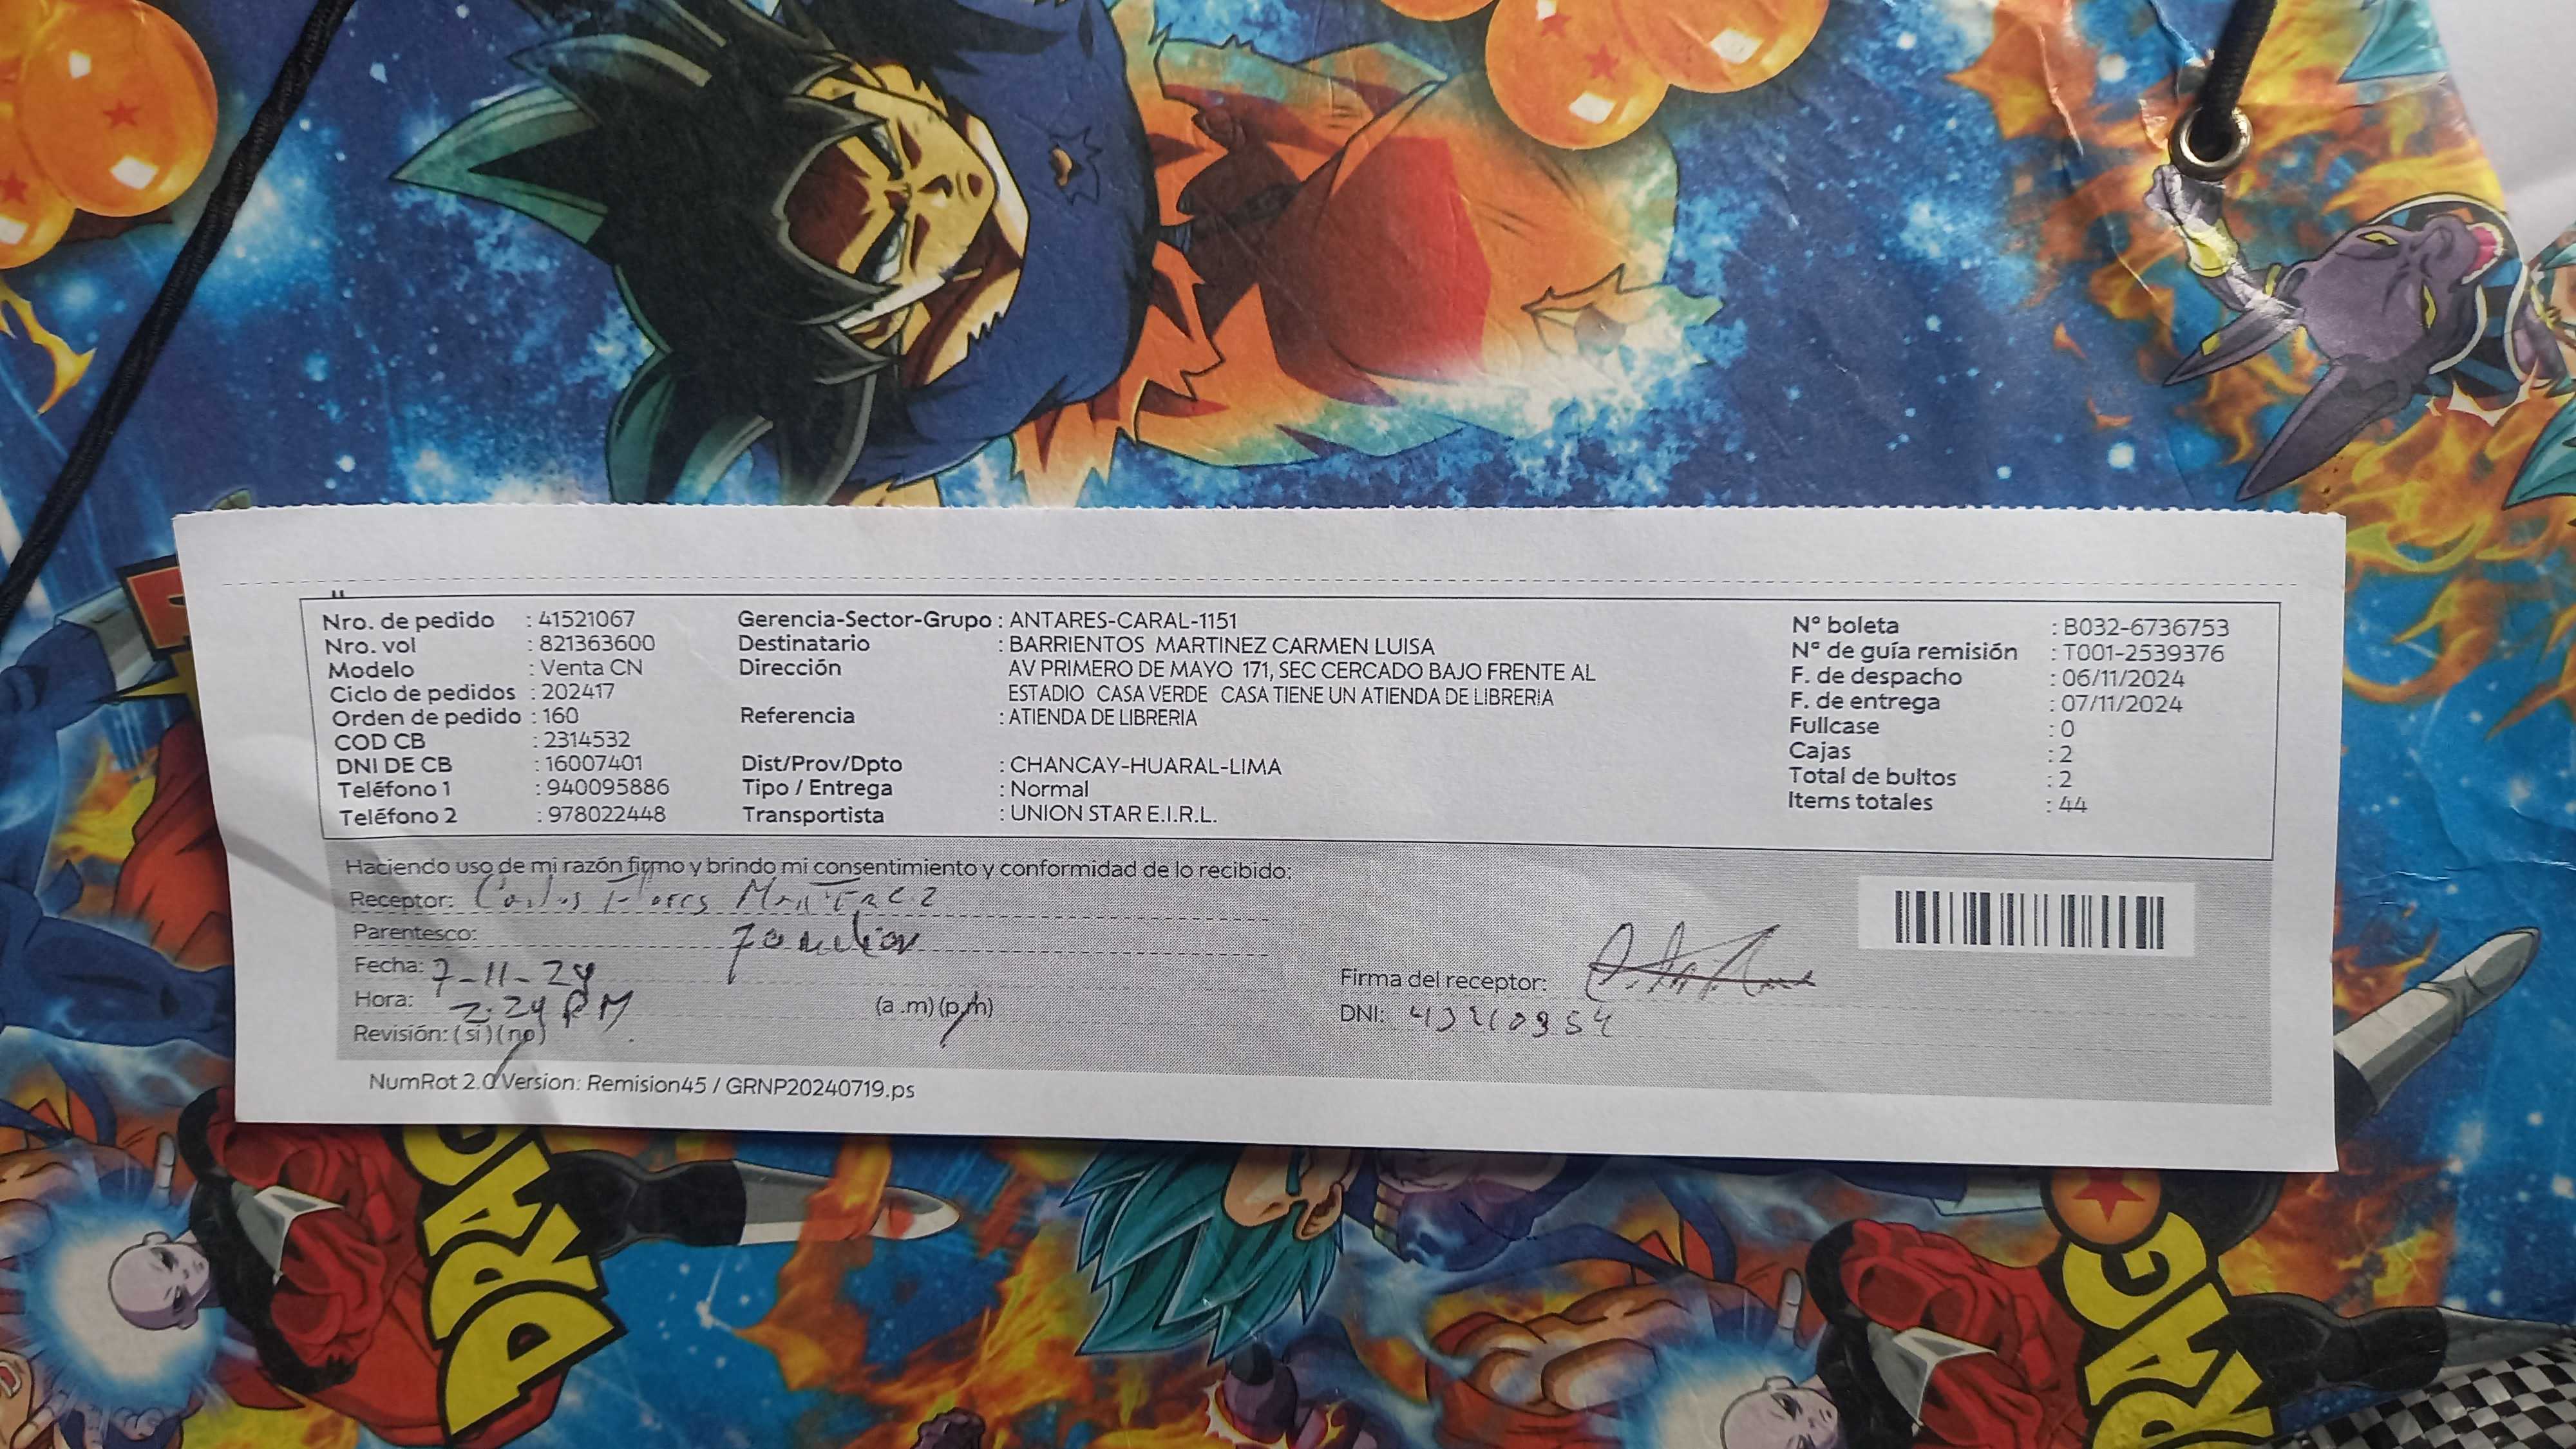 Nro. de pedido : 41521067 Gerencia-Sector-Grupo : ANTARES-CARAL-1151 N° boleta : B032-6736753
Nro. vol : 821363600 Destinatario : BARRIENTOS MARTINEZ CARMEN LUISA N° de guía remisión : T001-2539376
Modelo : Venta CN Dirección AV PRIMERO DE MAYO 171, SEC CERCADO BAJO FRENTE AL F. de despacho : 06/11/2024
Ciclo de pedidos : 202417 ESTADIO CASA VERDE CASA TIENE UN ATIENDA DE LIBRERIA F. de entrega : 07/11/2024
Orden de pedido : 160 Referencia : ATIENDA DE LIBRERIA Fullcase : 0
COD CB : 2314532 Cajas : 2
DNI DE CB : 16007401 Dist/Prov/Dpto : CHANCAY-HUARAL-LIMA Total de bultos : 2
Teléfono 1 : 940095886 Tipo / Entrega : Normal Items totales : 44
Teléfono 2 : 978022448 Transportista : UNION STAR E.I.R.L.
Haciendo uso de mi razón firmo y brindo mi consentimiento y conformidad de lo recibido:
Receptor: Carlos Flores
Parentesco: familiar
Fecha: 7-11-24 Firma del receptor:
Hora: 2:24 PM (a .m) (p.m) DNI:
Revisión: (si) (no)
NumRot 2.0 Version: Remision45 / GRNP20240719.ps
DRAG
DRAG